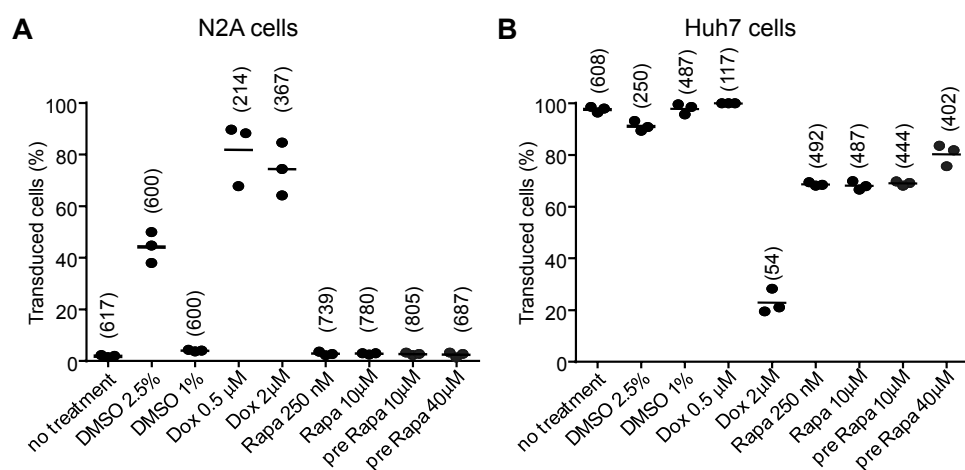 A
N2A cells
Transduced cells (%)
100
80
60
40
20
0
(617)
(600)
(600)
(214)
(367)
(739)
(780)
(805)
(687)
no treatment
DMSO 2.5%
DMSO 1%
Dox 0.5 µM
Dox 2µM
Rapa 250 nM
Rapa 10µM
pre Rapa 10µM
pre Rapa 40µM
B
Huh7 cells
Transduced cells (%)
100
80
60
40
20
0
(608)
(250)
(487)
(117)
(54)
(492)
(487)
(444)
(402)
no treatment
DMSO 2.5%
DMSO 1%
Dox 0.5 µM
Dox 2µM
Rapa 250 nM
Rapa 10µM
pre Rapa 10µM
pre Rapa 40µM